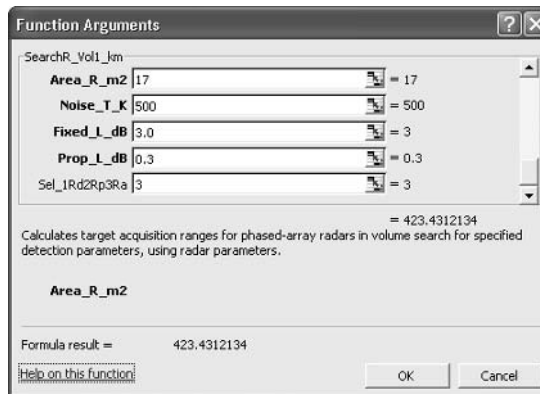 Function Arguments
SearchR_Vol1_km
Area_R_m2 17 = 17
Noise_T_K 500 = 500
Fixed_L_dB 3.0 = 3
Prop_L_dB 0.3 = 0.3
Sel_1Rd2Rp3Ra 3 = 3
= 423.4312134
Calculates target acquisition ranges for phased-array radars in volume search for specified
detection parameters, using radar parameters.
Area_R_m2
Formula result = 423.4312134
Help on this function
OK Cancel